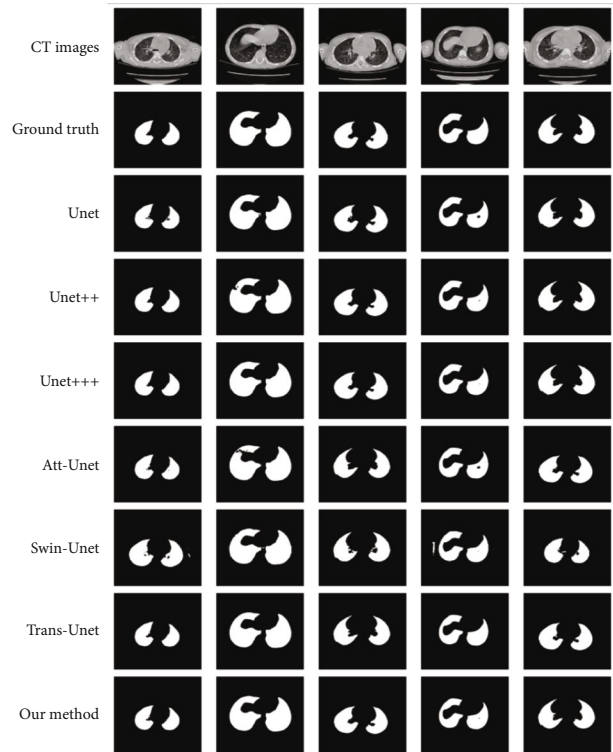 CT images
Ground truth
Unet
Unet++
Unet+++
Att-Unet
Swin-Unet
Trans-Unet
Our method